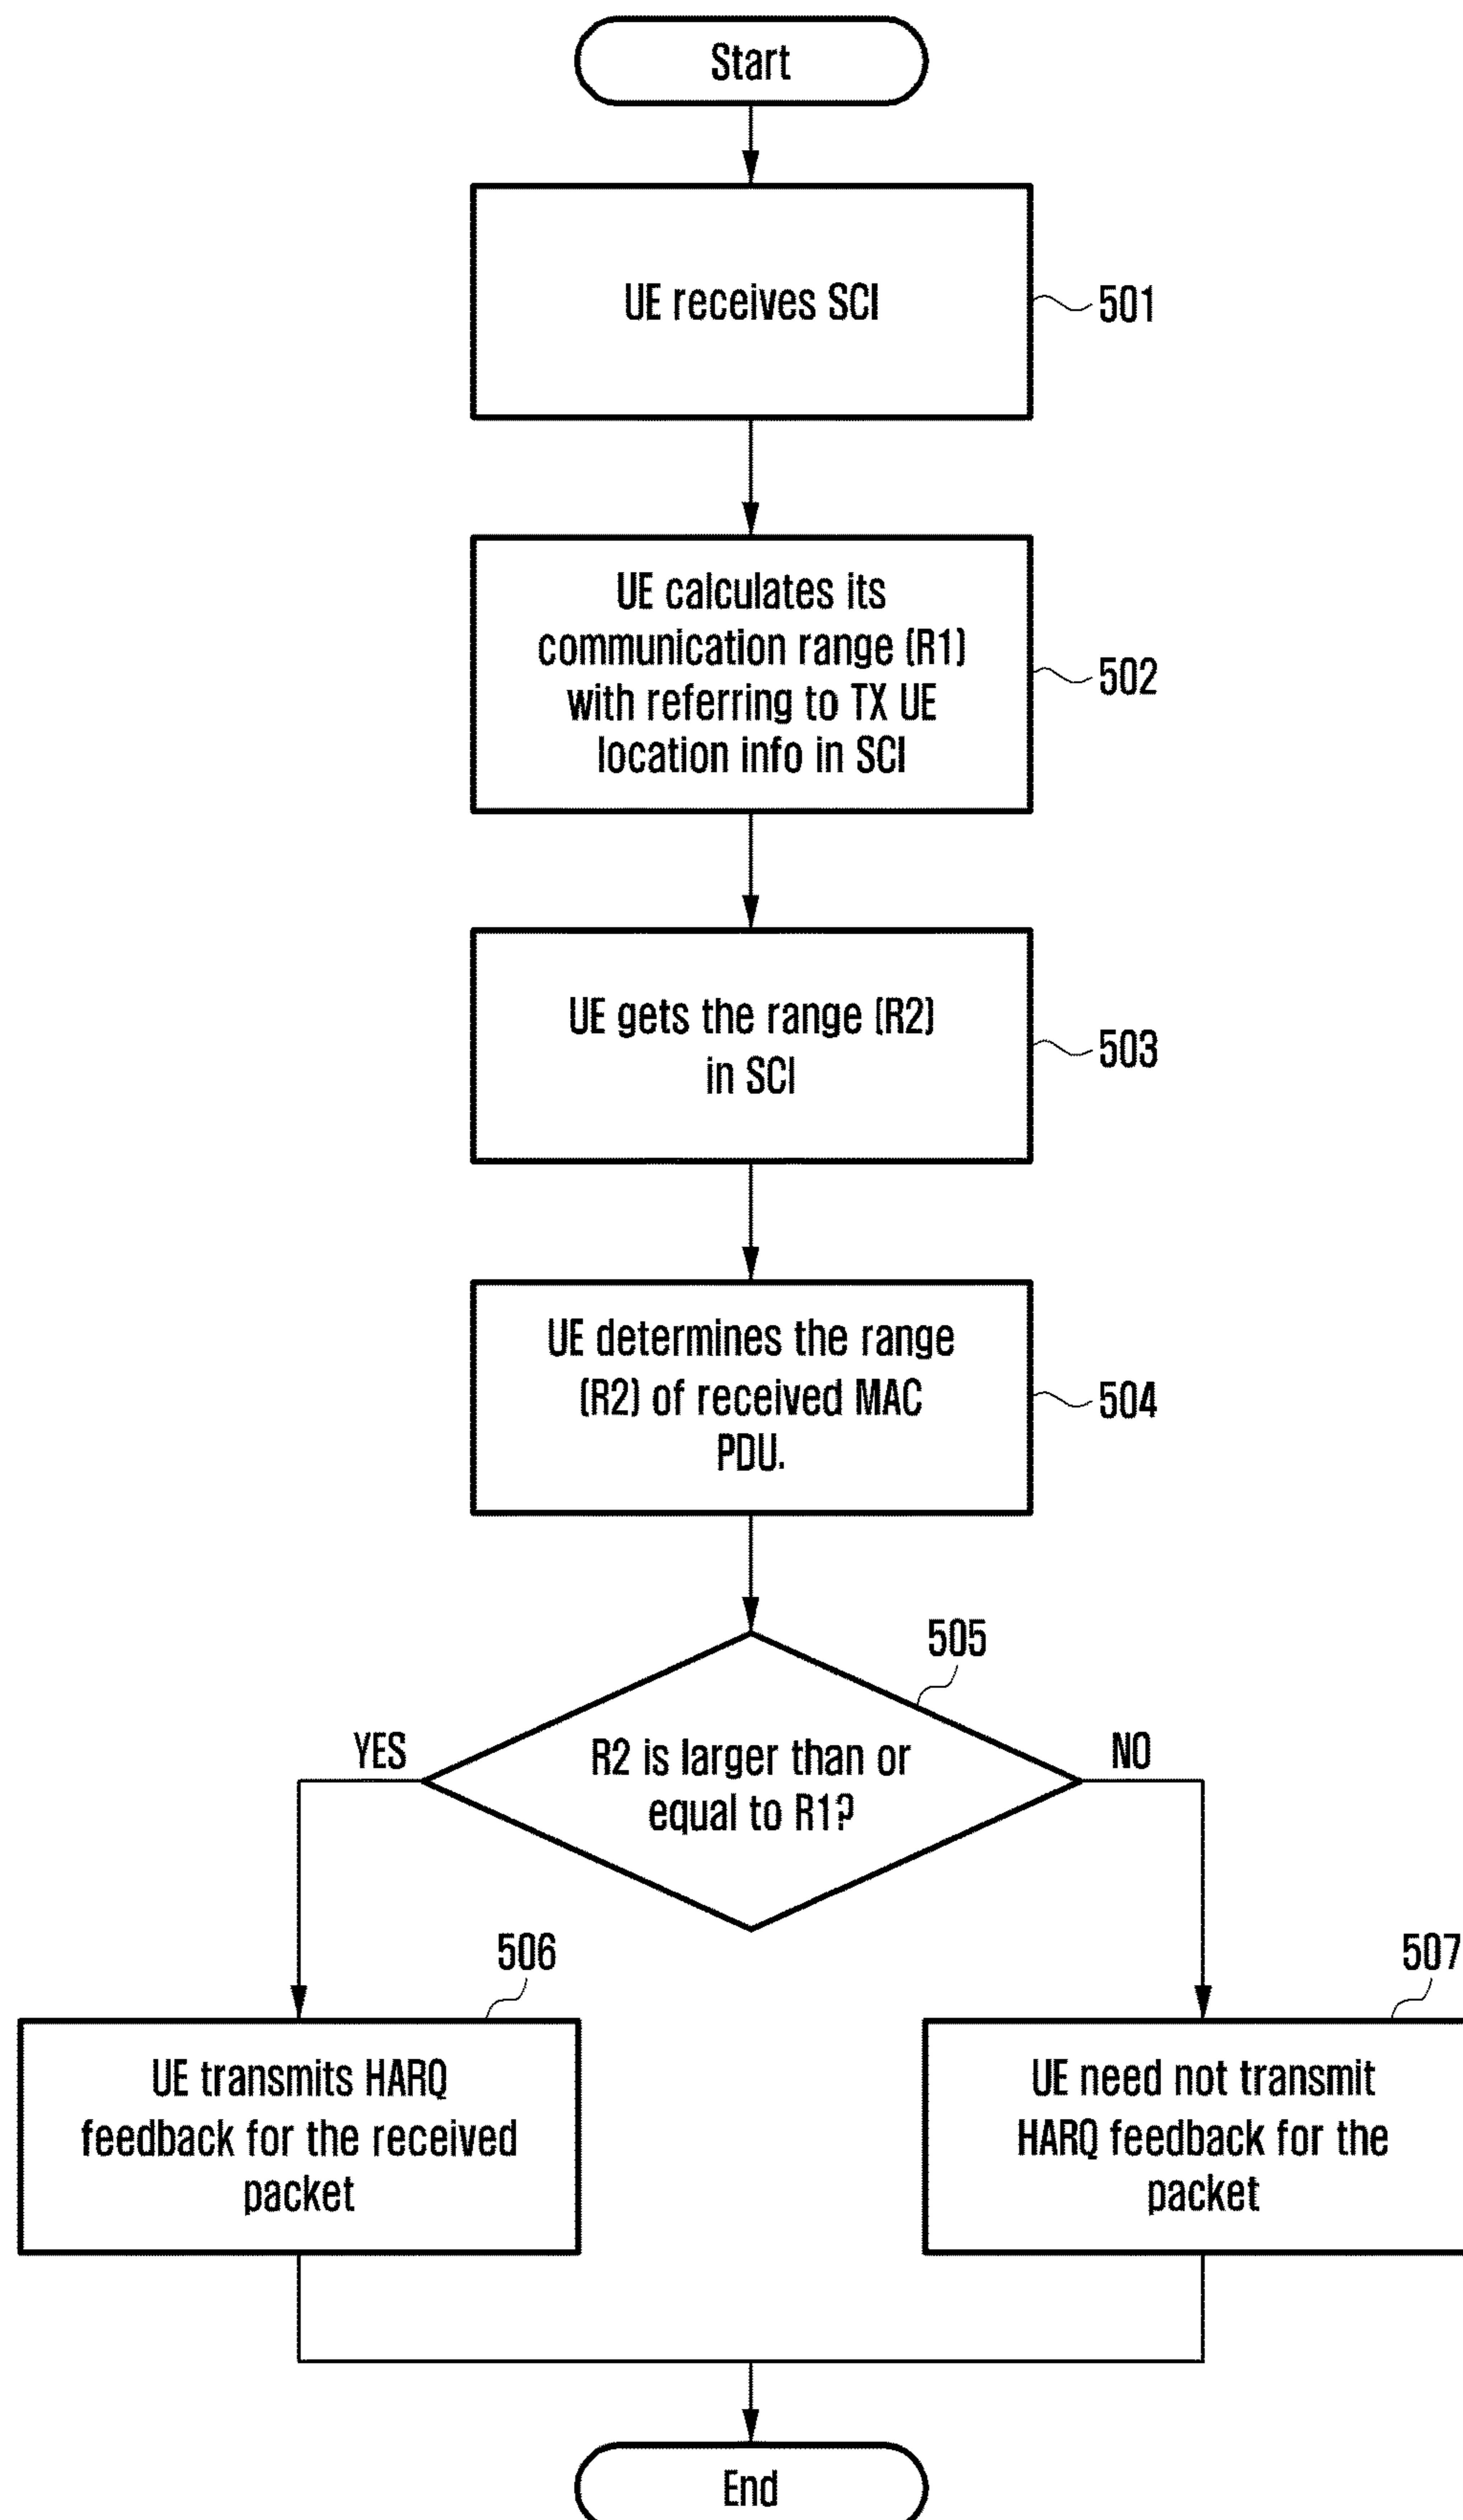 Start
UE receives SCI
501
UE calculates its
communication range (R1)
with referring to TX UE
location info in SCI
502
UE gets the range (R2)
in SCI
503
UE determines the range
(R2) of received MAC
PDU.
504
505
YES
R2 is larger than or
equal to R1?
NO
506
UE transmits HARQ
feedback for the received
packet
507
UE need not transmit
HARQ feedback for the
packet
End